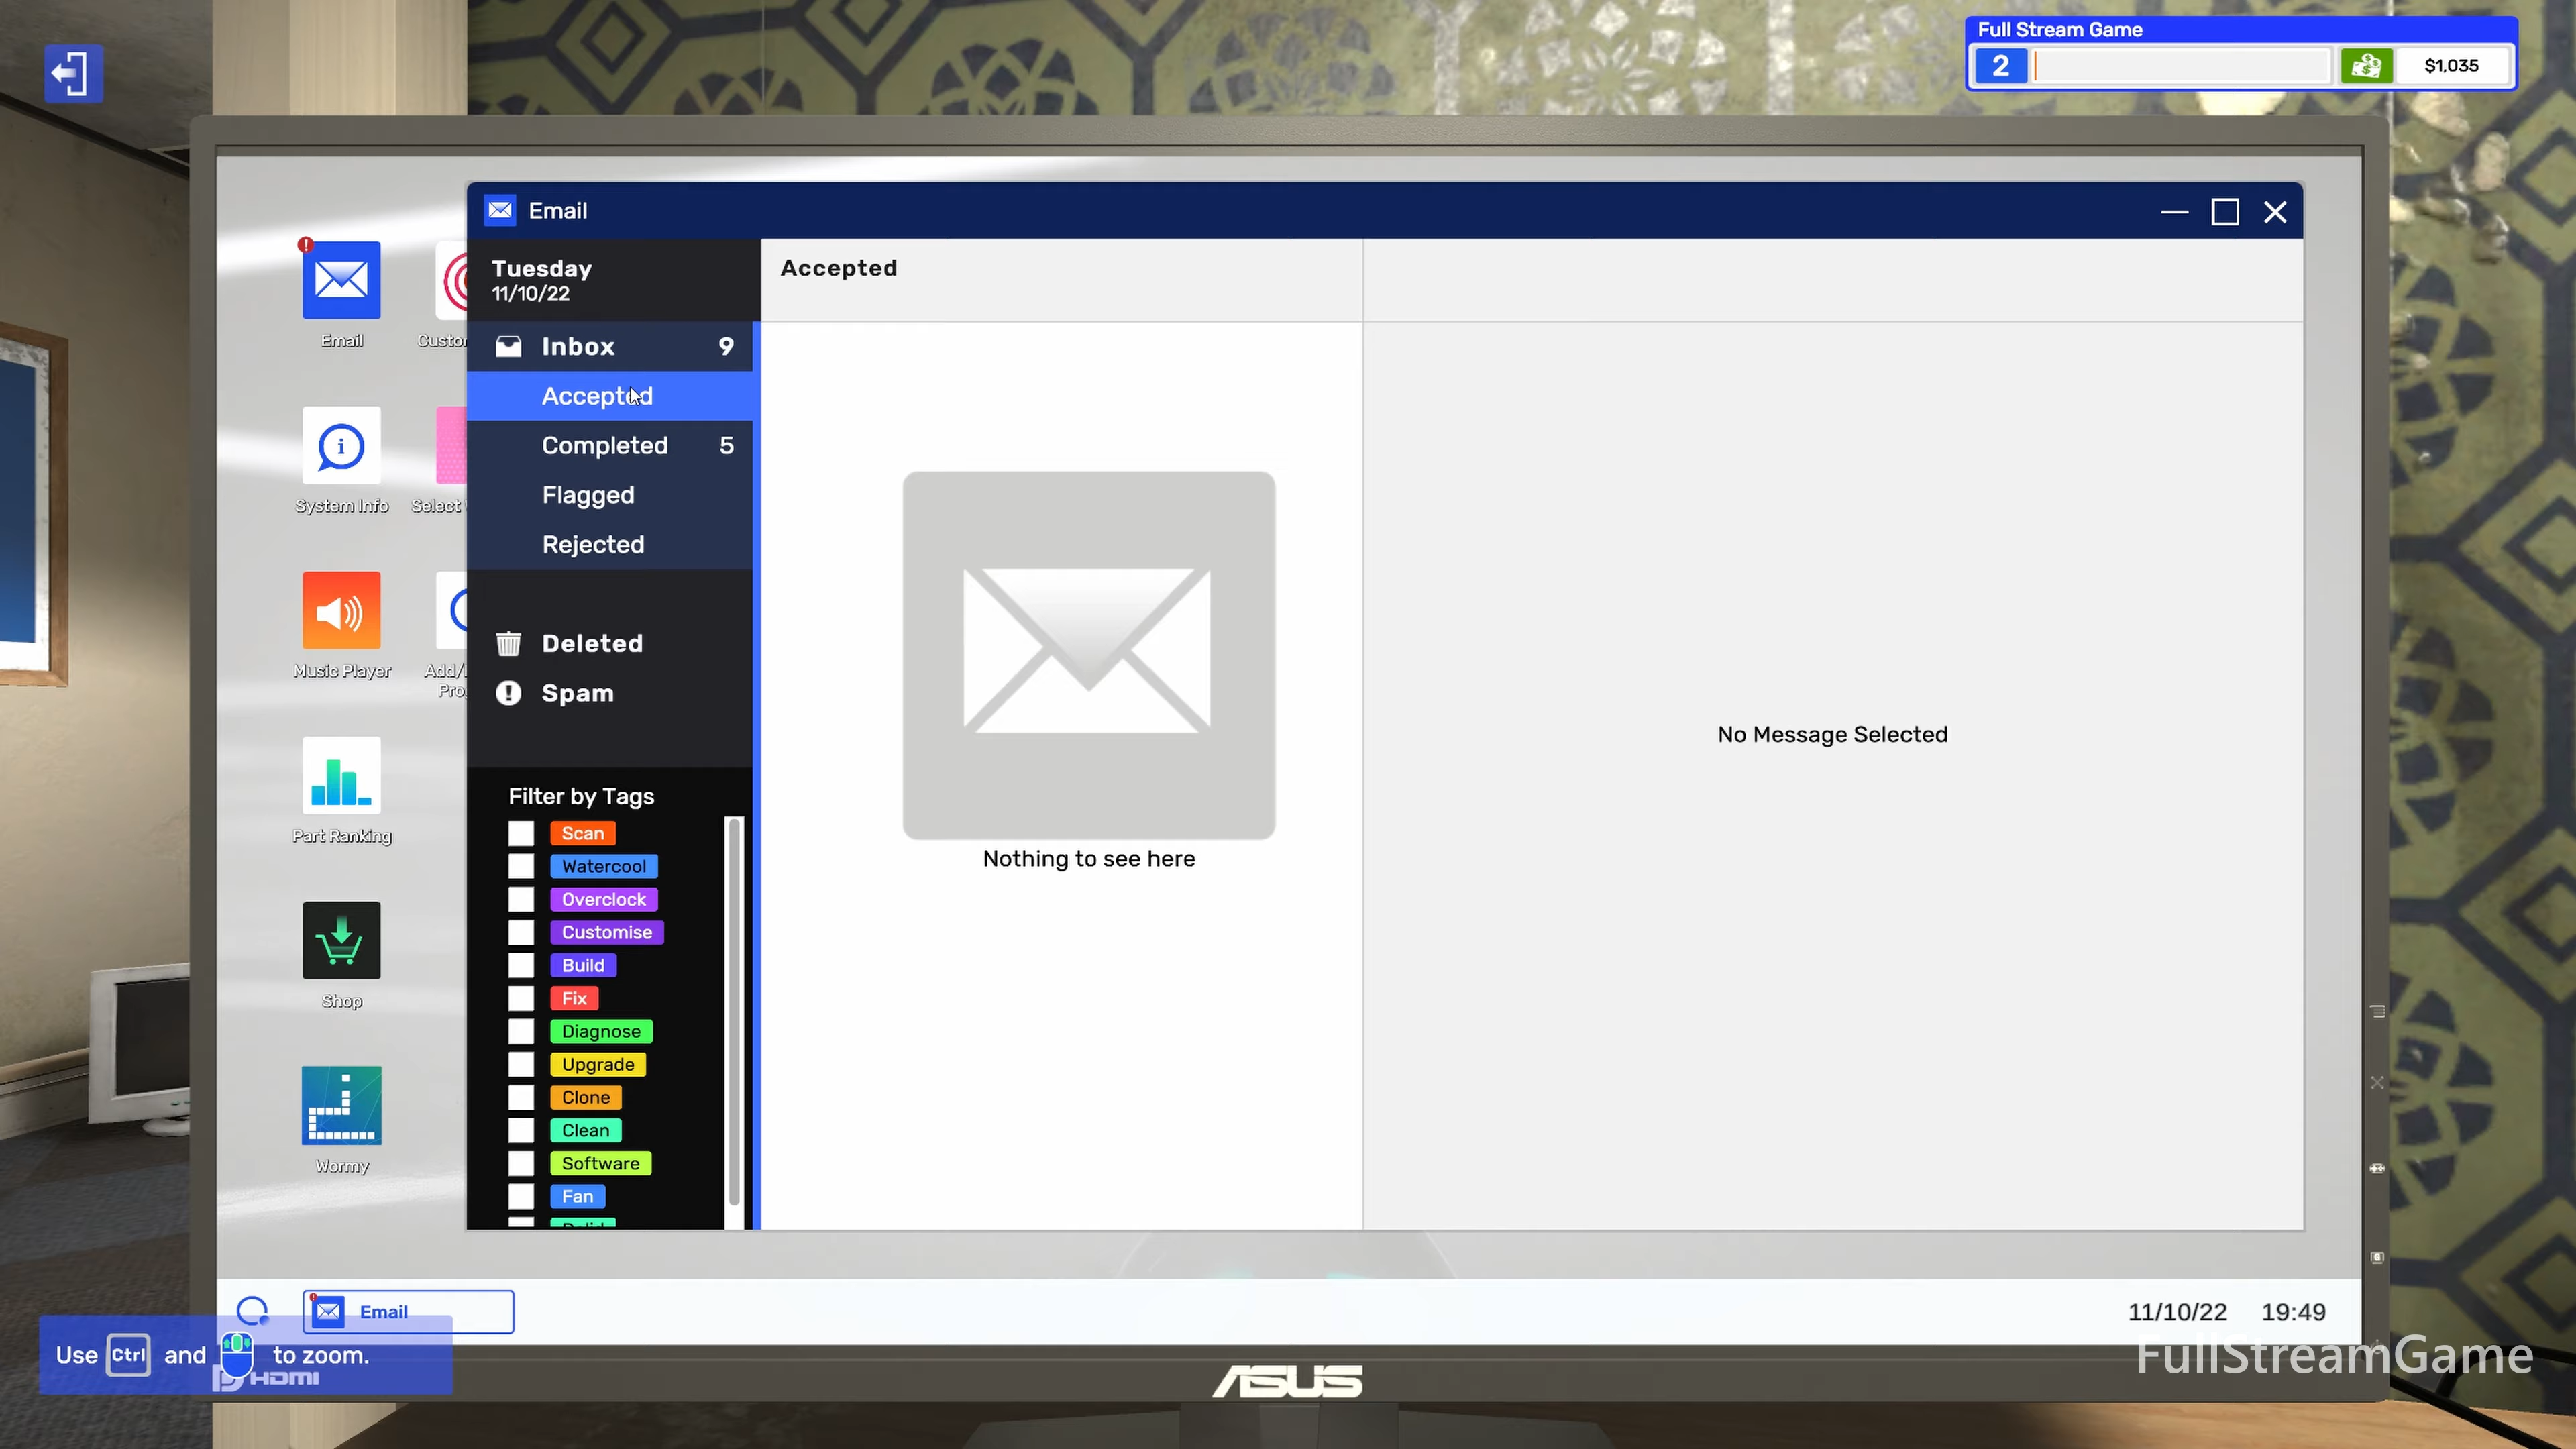 Full Stream Game
2
$1,035
Email
Tuesday
11/10/22
Accepted
Inbox 9
Accepted
Completed 5
Flagged
Rejected
Deleted
Spam
Filter by Tags
Scan
Watercool
Overclock
Customise
Build
Fix
Diagnose
Upgrade
Clone
Clean
Software
Fan
Nothing to see here
No Message Selected
Email
System Info
Select
Music Player
Part Ranking
Shop
Wormy
Email
11/10/22 19:49
Use Ctrl and to zoom.
HDMI
ASUS
FullStreamGame